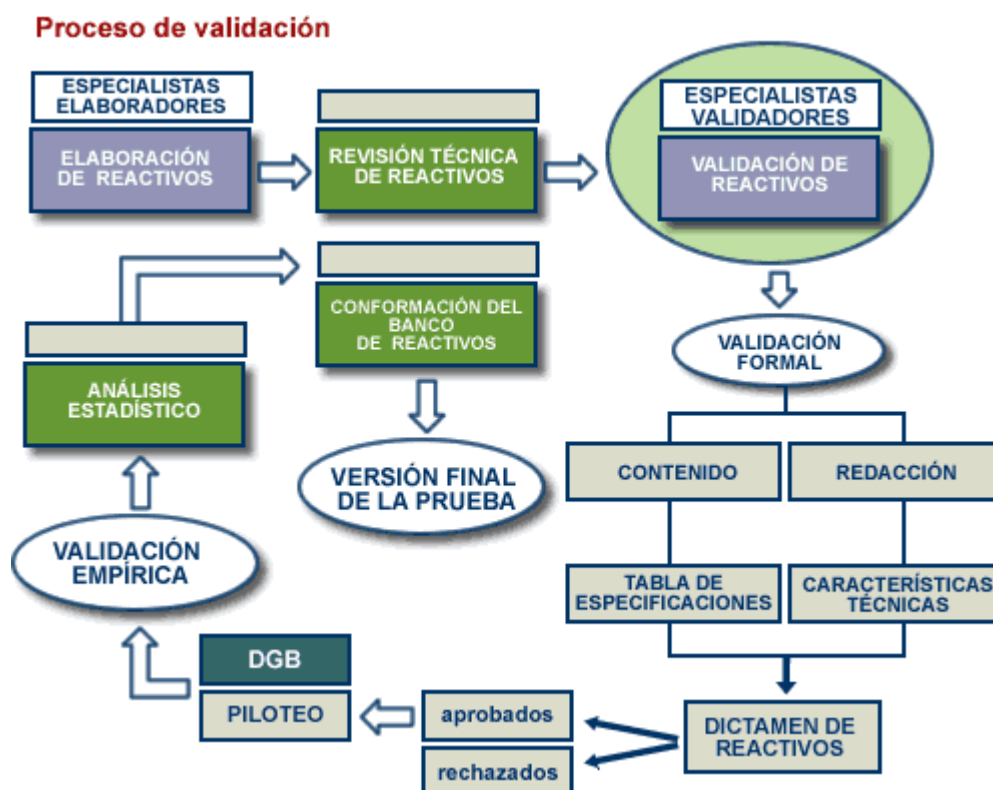 Proceso de validación
ESPECIALISTAS
ELABORADORES
ELABORACIÓN
DE REACTIVOS
REVISIÓN TÉCNICA
DE REACTIVOS
ESPECIALISTAS
VALIDADORES
VALIDACIÓN DE
REACTIVOS
CONFORMACIÓN DEL
BANCO
DE REACTIVOS
VALIDACIÓN
FORMAL
ANÁLISIS
ESTADÍSTICO
VERSIÓN FINAL
DE LA PRUEBA
CONTENIDO
REDACCIÓN
VALIDACIÓN
EMPÍRICA
TABLA DE
ESPECIFICACIONES
CARACTERÍSTICAS
TÉCNICAS
DGB
PILOTEO
aprobados
rechazados
DICTAMEN DE
REACTIVOS